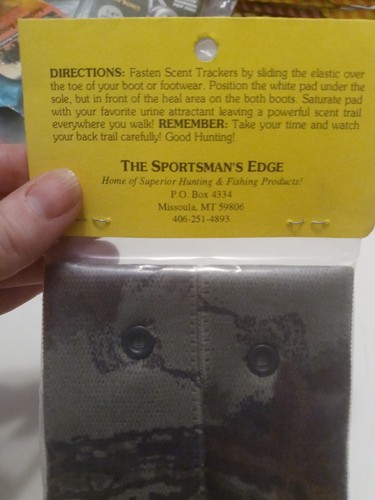 DIRECTIONS: Fasten Scent Trackers by sliding the elastic over
the toe of your boot or footwear. Position the white pad under the
sole, but in front of the heal area on the both boots. Saturate pad
with your favorite urine attractant leaving a powerful scent trail
everywhere you walk! REMEMBER: Take your time and watch
your back trail carefully! Good Hunting!
THE SPORTSMAN'S EDGE
Home of Superior Hunting & Fishing Products!
P.O. Box 4334
Missoula, MT 59806
406-251-4893